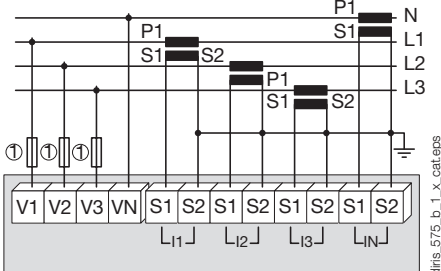 P1 N
P1 S1 L1
S1 S2 L2
P1 L3
S1 S2
① ① ①
V1 V2 V3 VN S1 S2 S1 S2 S1 S2 S1 S2
I1 I2 I3 IN
diris_575_b_1_x_cat.eps